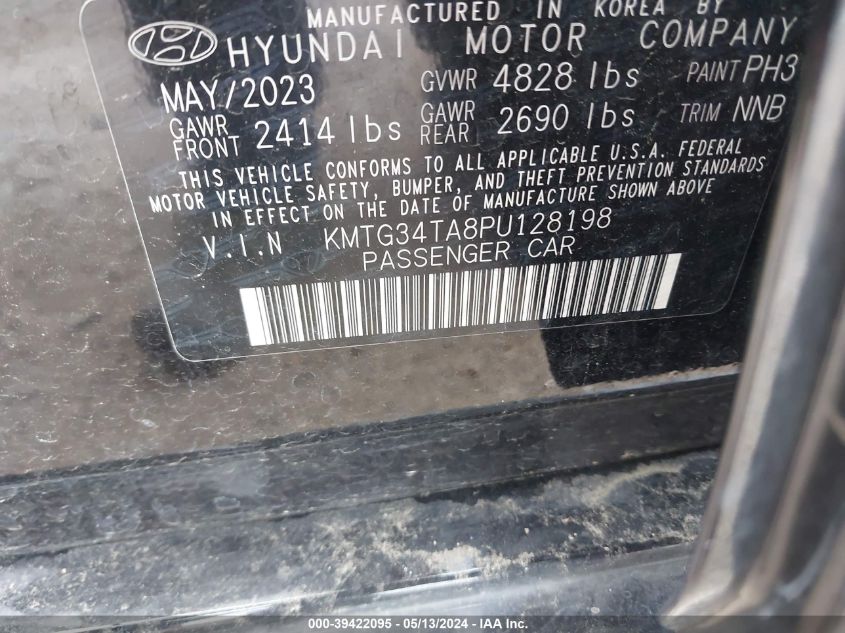 MANUFACTURED IN KOREA BY
HYUNDAI MOTOR COMPANY
MAY/2023 GVWR 4828 lbs PAINT PH3
GAWR FRONT 2414 lbs GAWR REAR 2690 lbs TRIM NNB
THIS VEHICLE CONFORMS TO ALL APPLICABLE U.S.A. FEDERAL
MOTOR VEHICLE SAFETY, BUMPER, AND THEFT PREVENTION STANDARDS
IN EFFECT ON THE DATE OF MANUFACTURE SHOWN ABOVE
V.I.N KMTG34TA8PU128198
PASSENGER CAR
000-39422095 - 05/13/2024 - IAA Inc.